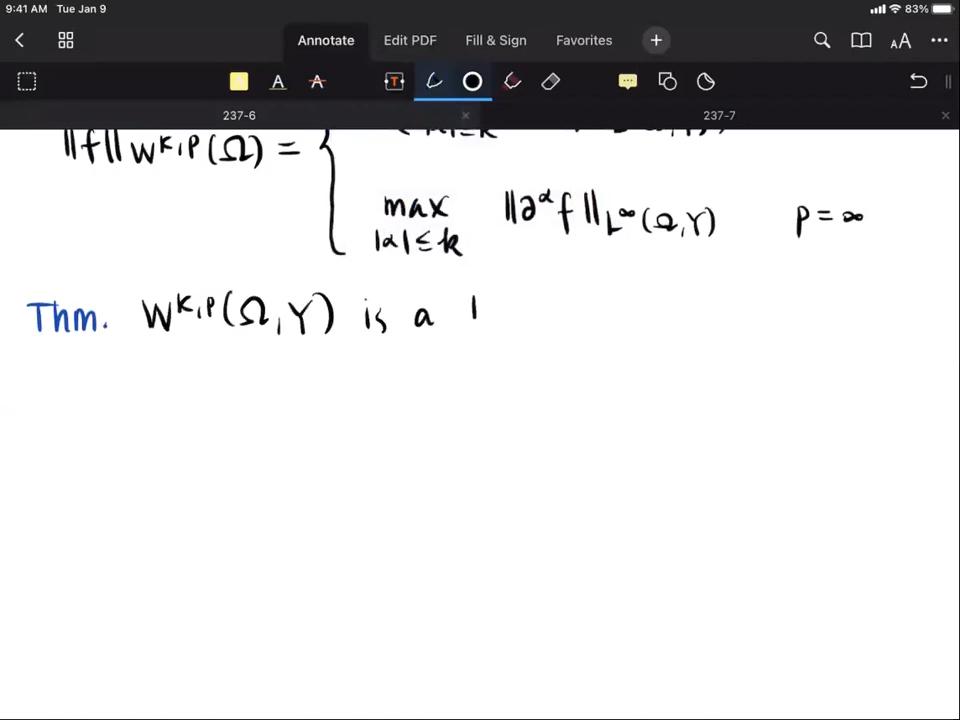 9:41 AM Tue Jan 9
83%
Annotate Edit PDF Fill & Sign Favorites
237-6 237-7
‖f‖ W^{k,p}(Ω) = {
max ‖∂^α f‖_{L^∞(Ω,Y)} p = ∞
|α| ≤ k
Thm. W^{k,p}(Ω, Y) is a